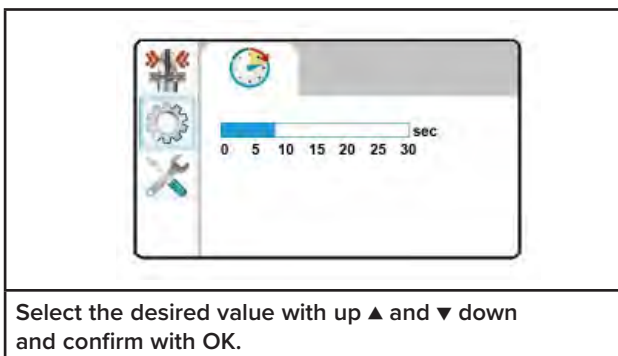 sec
0 5 10 15 20 25 30
Select the desired value with up ▲ and ▼ down
and confirm with OK.